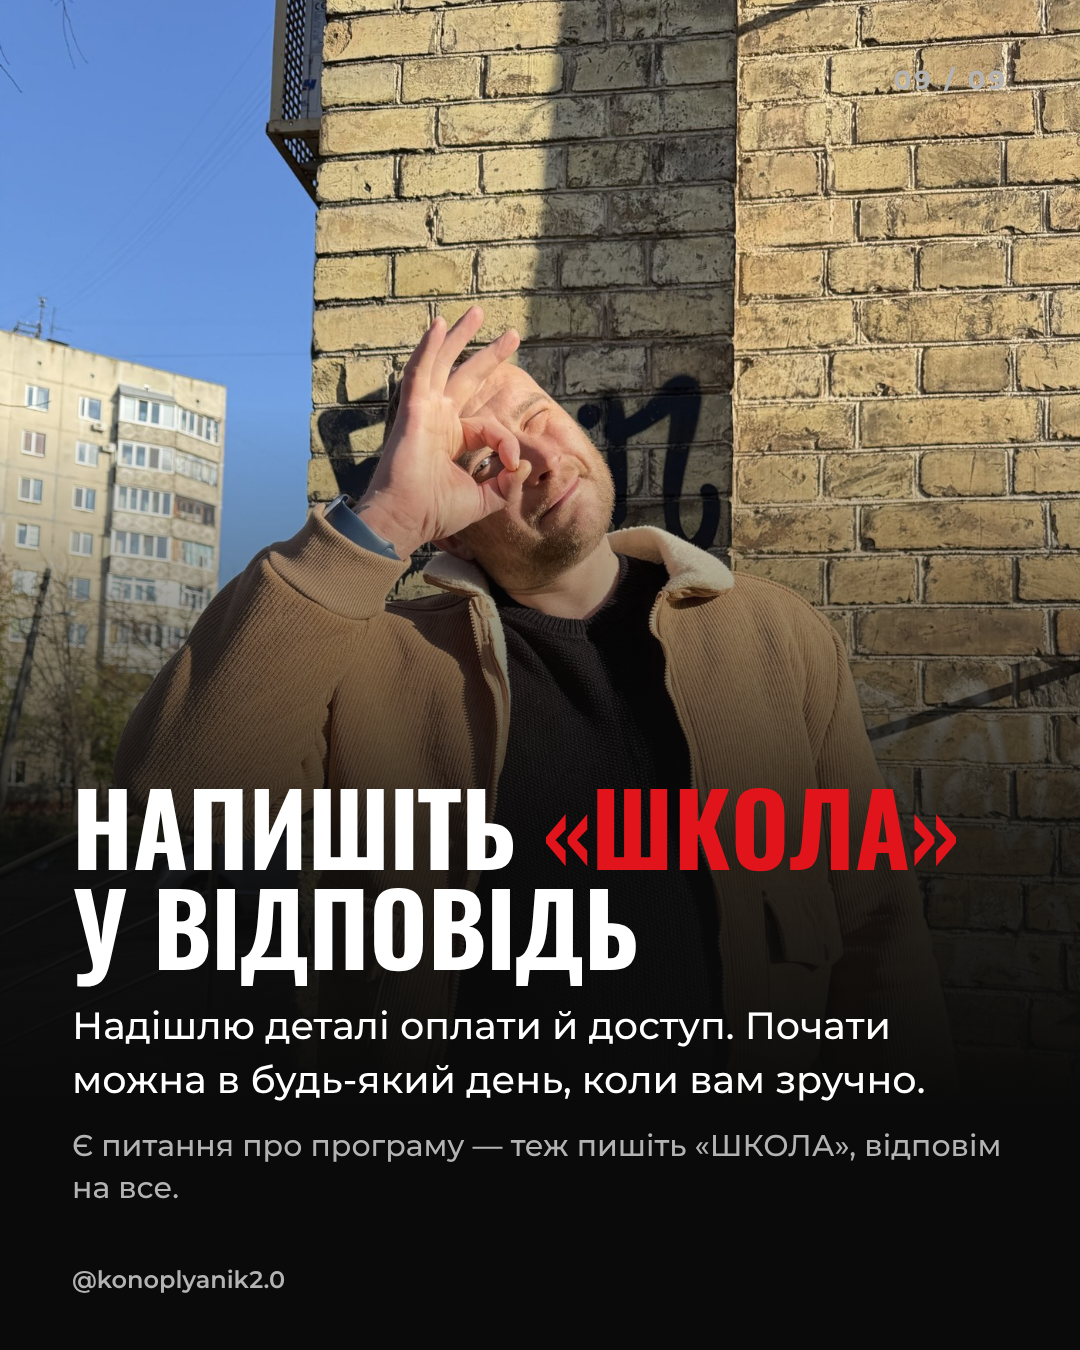 09 / 09
НАПИШІТЬ «ШКОЛА»
У ВІДПОВІДЬ
Надішлю деталі оплати й доступ. Почати
можна в будь-який день, коли вам зручно.
Є питання про програму — теж пишіть «ШКОЛА», відповім
на все.
@konoplyanik2.0